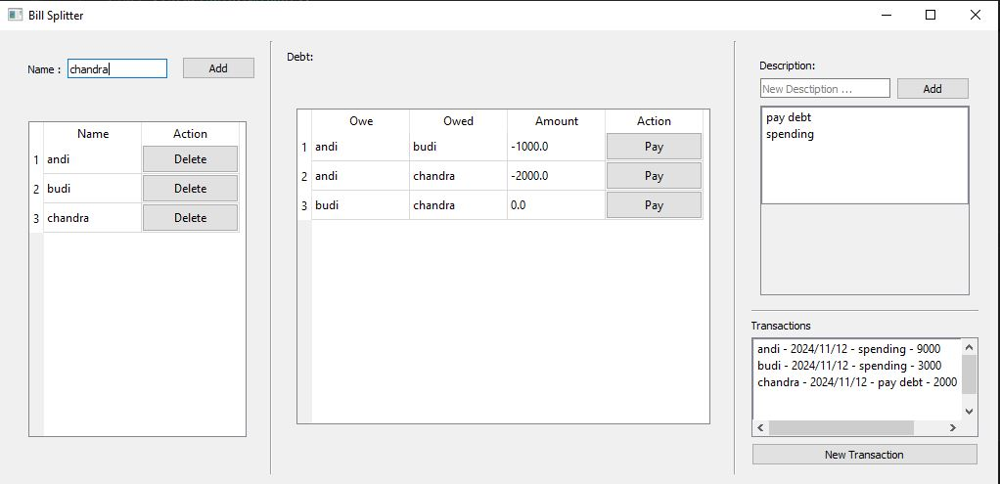 Bill Splitter
Name :
chandra
Add
Name Action
1 andi Delete
2 budi Delete
3 chandra Delete
Debt:
Owe Owed Amount Action
1 andi budi -1000.0 Pay
2 andi chandra -2000.0 Pay
3 budi chandra 0.0 Pay
Description:
New Desctiption ...
Add
pay debt
spending
Transactions
andi - 2024/11/12 - spending - 9000
budi - 2024/11/12 - spending - 3000
chandra - 2024/11/12 - pay debt - 2000
New Transaction